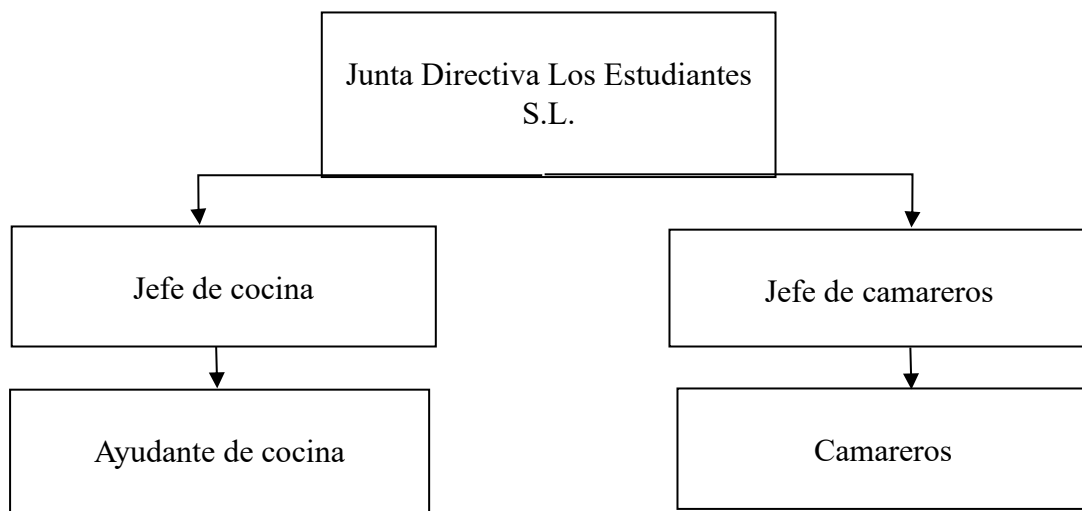 Junta Directiva Los Estudiantes
S.L.
Jefe de cocina
Jefe de camareros
Ayudante de cocina
Camareros